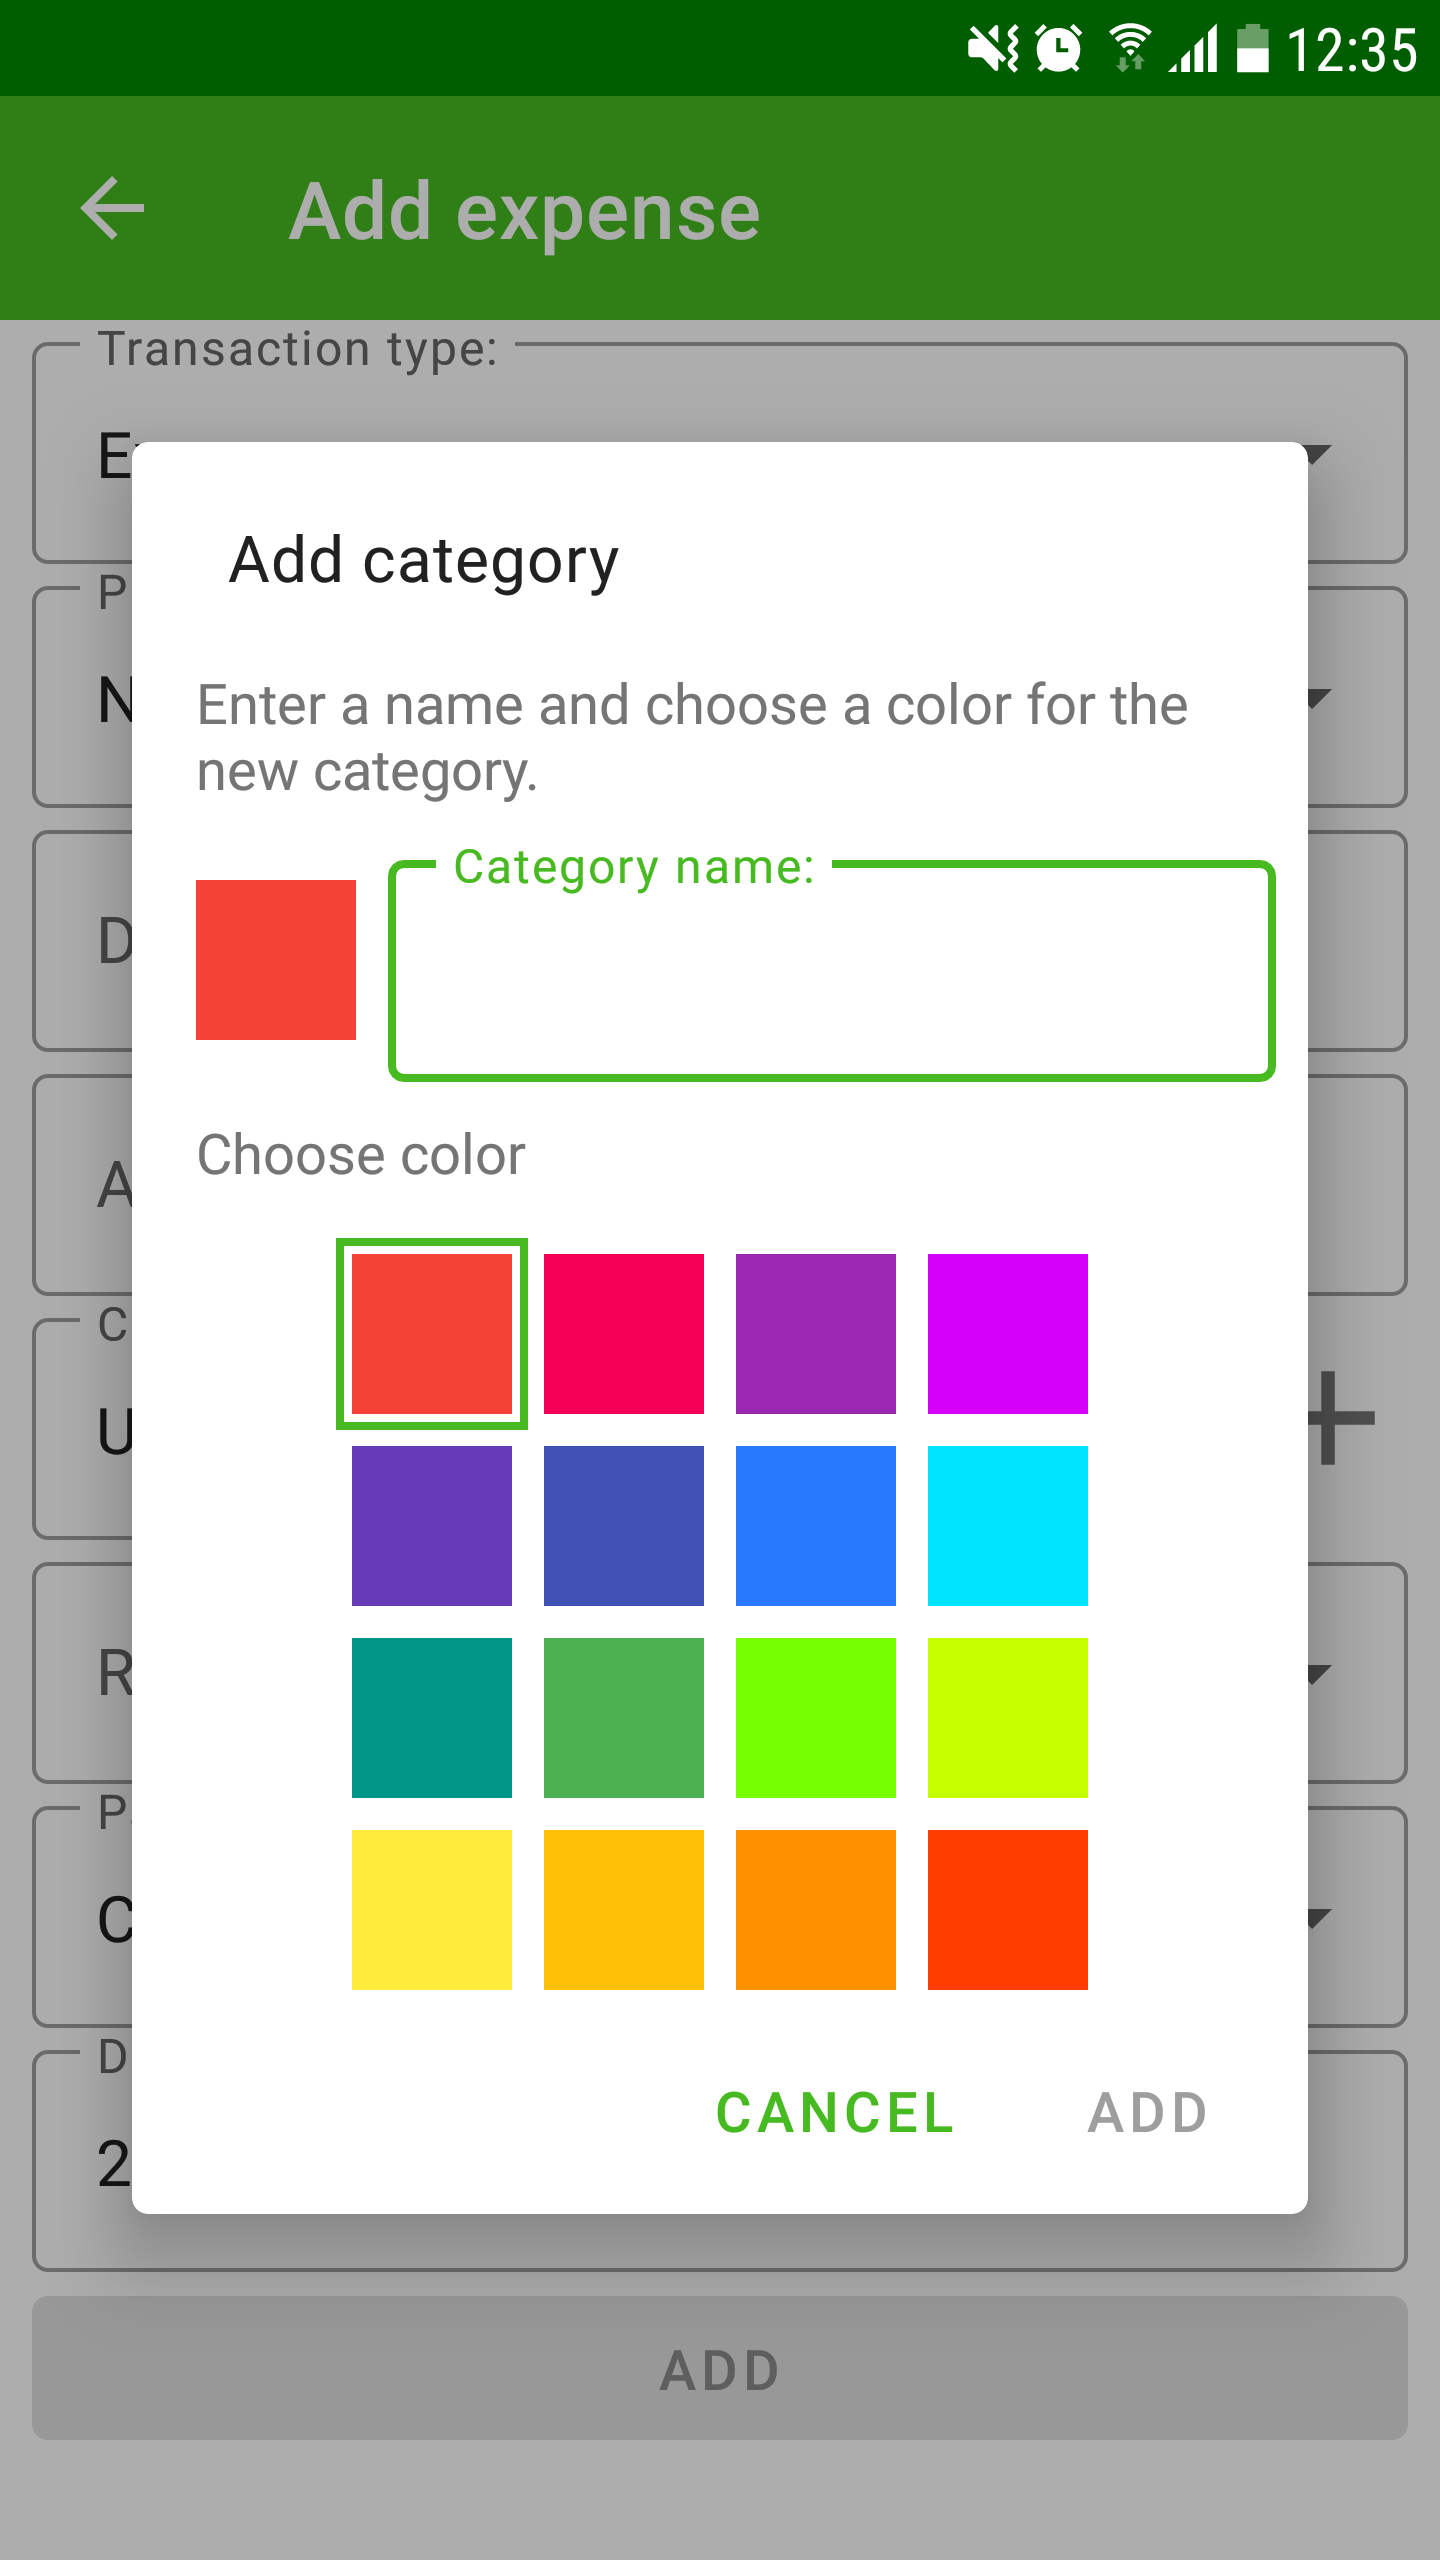 12:35
Add expense
Transaction type:
Add category
Enter a name and choose a color for the
new category.
Category name:
Choose color
CANCEL ADD
ADD